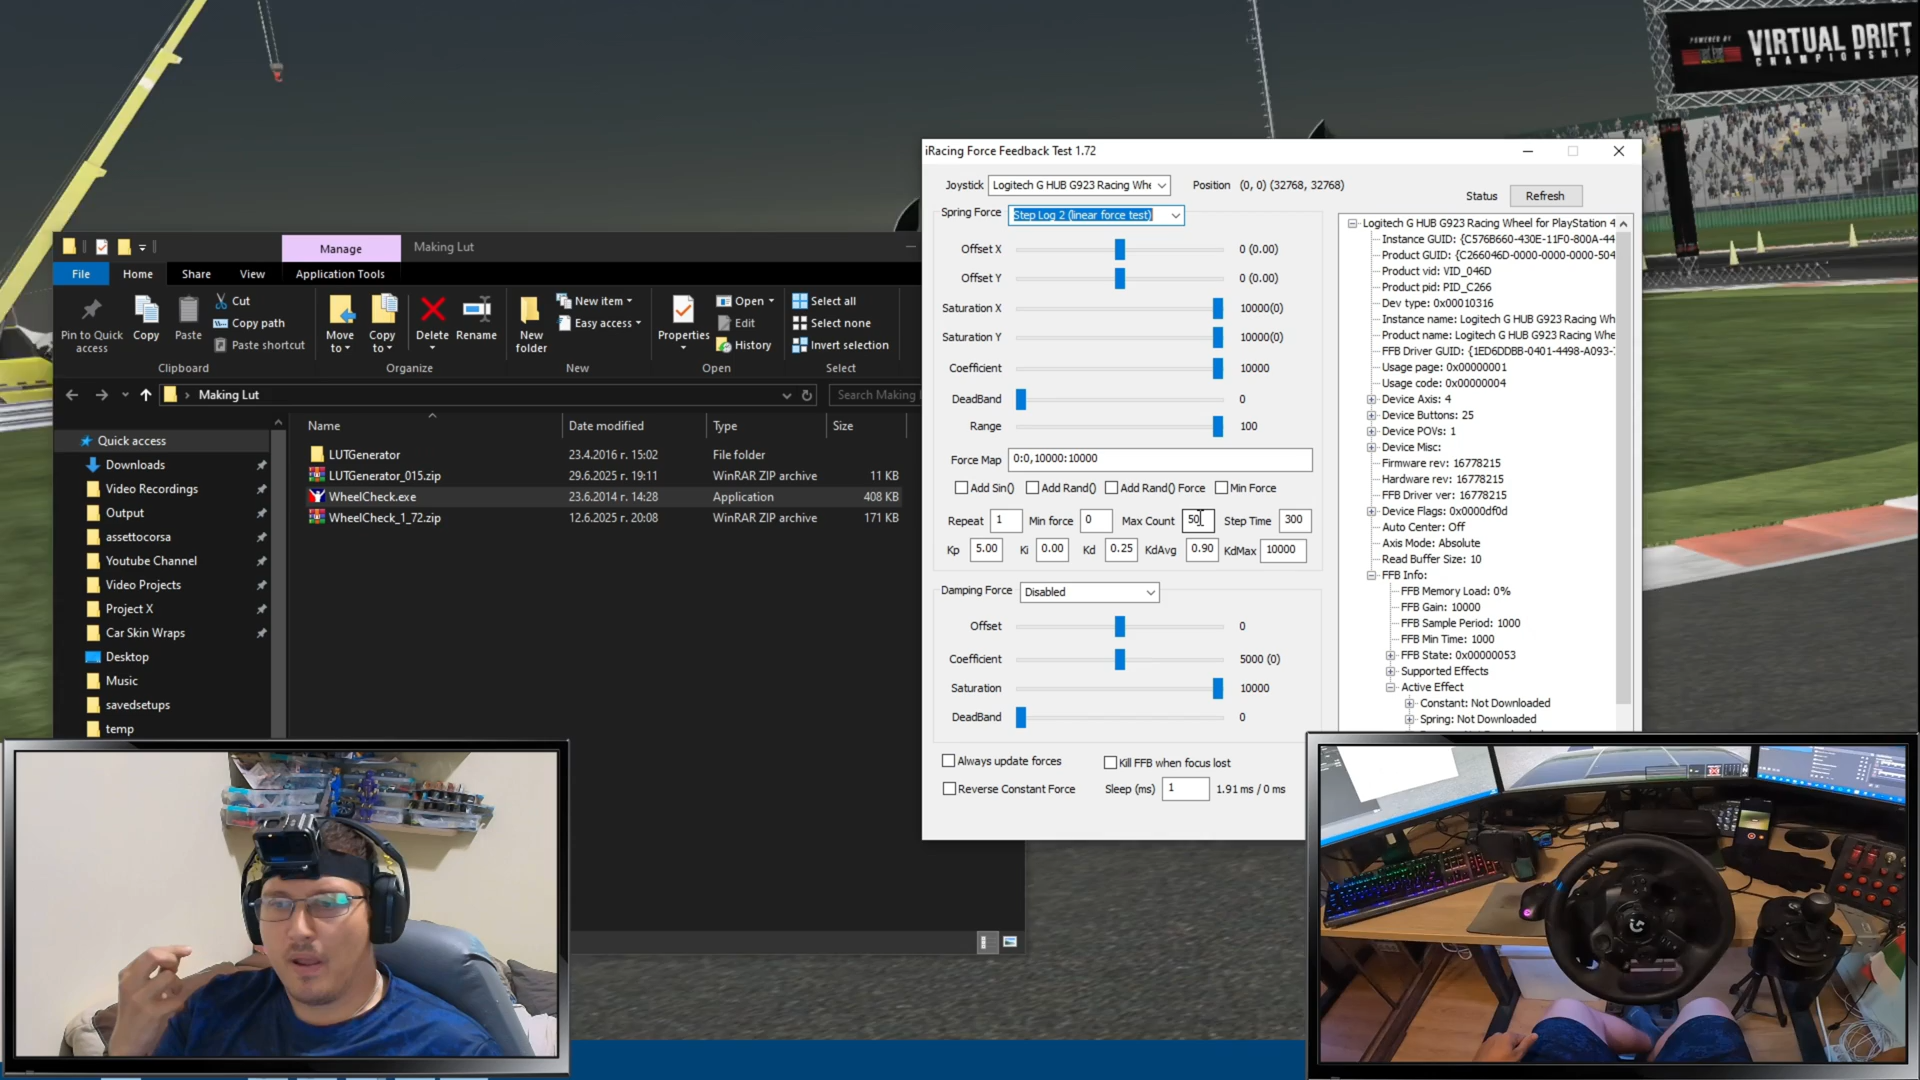 POWERED BY
VIRTUAL DRIFT
CHAMPIONSHIP
iRacing Force Feedback Test 1.72
Joystick Logitech G HUB G923 Racing Whe Position (0, 0) (32768, 32768)
Status Refresh
Spring Force Step Log 2 (linear force test)
Offset X 0 (0.00)
Offset Y 0 (0.00)
Saturation X 10000(0)
Saturation Y 10000(0)
Coefficient 10000
DeadBand 0
Range 100
Force Map 0:0,10000:10000
Add Sin() Add Rand() Add Rand() Force Min Force
Repeat 1 Min force 0 Max Count 50 Step Time 300
Kp 5.00 Ki 0.00 Kd 0.25 KdAvg 0.90 KdMax 10000
Damping Force Disabled
Offset 0
Coefficient 5000 (0)
Saturation 10000
DeadBand 0
Always update forces Kill FFB when focus lost
Reverse Constant Force Sleep (ms) 1 1.91 ms / 0 ms
Logitech G HUB G923 Racing Wheel for PlayStation 4
Instance GUID: {C576B660-430E-11F0-800A-44
Product GUID: {C266046D-0000-0000-0000-504
Product vid: VID_046D
Product pid: PID_C266
Dev type: 0x00010316
Instance name: Logitech G HUB G923 Racing Wh
Product name: Logitech G HUB G923 Racing Whe
FFB Driver GUID: {1ED6DDBB-0401-4498-A093-
Usage page: 0x00000001
Usage code: 0x00000004
Device Axis: 4
Device Buttons: 25
Device POVs: 1
Device Misc:
Firmware rev: 16778215
Hardware rev: 16778215
FFB Driver ver: 16778215
Device Flags: 0x0000df0d
Auto Center: Off
Axis Mode: Absolute
Read Buffer Size: 10
FFB Info:
FFB Memory Load: 0%
FFB Gain: 10000
FFB Sample Period: 1000
FFB Min Time: 1000
FFB State: 0x00000053
Supported Effects
Active Effect
Constant: Not Downloaded
Spring: Not Downloaded
Manage Making Lut
File Home Share View Application Tools
Pin to Quick access
Copy
Paste
Cut
Copy path
Paste shortcut
Clipboard
Move to
Copy to
Delete
Rename
Organize
New folder
New item
Easy access
New
Properties
Open
Edit
History
Open
Select all
Select none
Invert selection
Select
Making Lut
Search Making
Name Date modified Type Size
LUTGenerator 23.4.2016 г. 15:02 File folder
LUTGenerator_015.zip 29.6.2025 г. 19:11 WinRAR ZIP archive 11 KB
WheelCheck.exe 23.6.2014 г. 14:28 Application 408 KB
WheelCheck_1_72.zip 12.6.2025 г. 20:08 WinRAR ZIP archive 171 KB
Quick access
Downloads
Video Recordings
Output
assettocorsa
Youtube Channel
Video Projects
Project X
Car Skin Wraps
Desktop
Music
savedsetups
temp